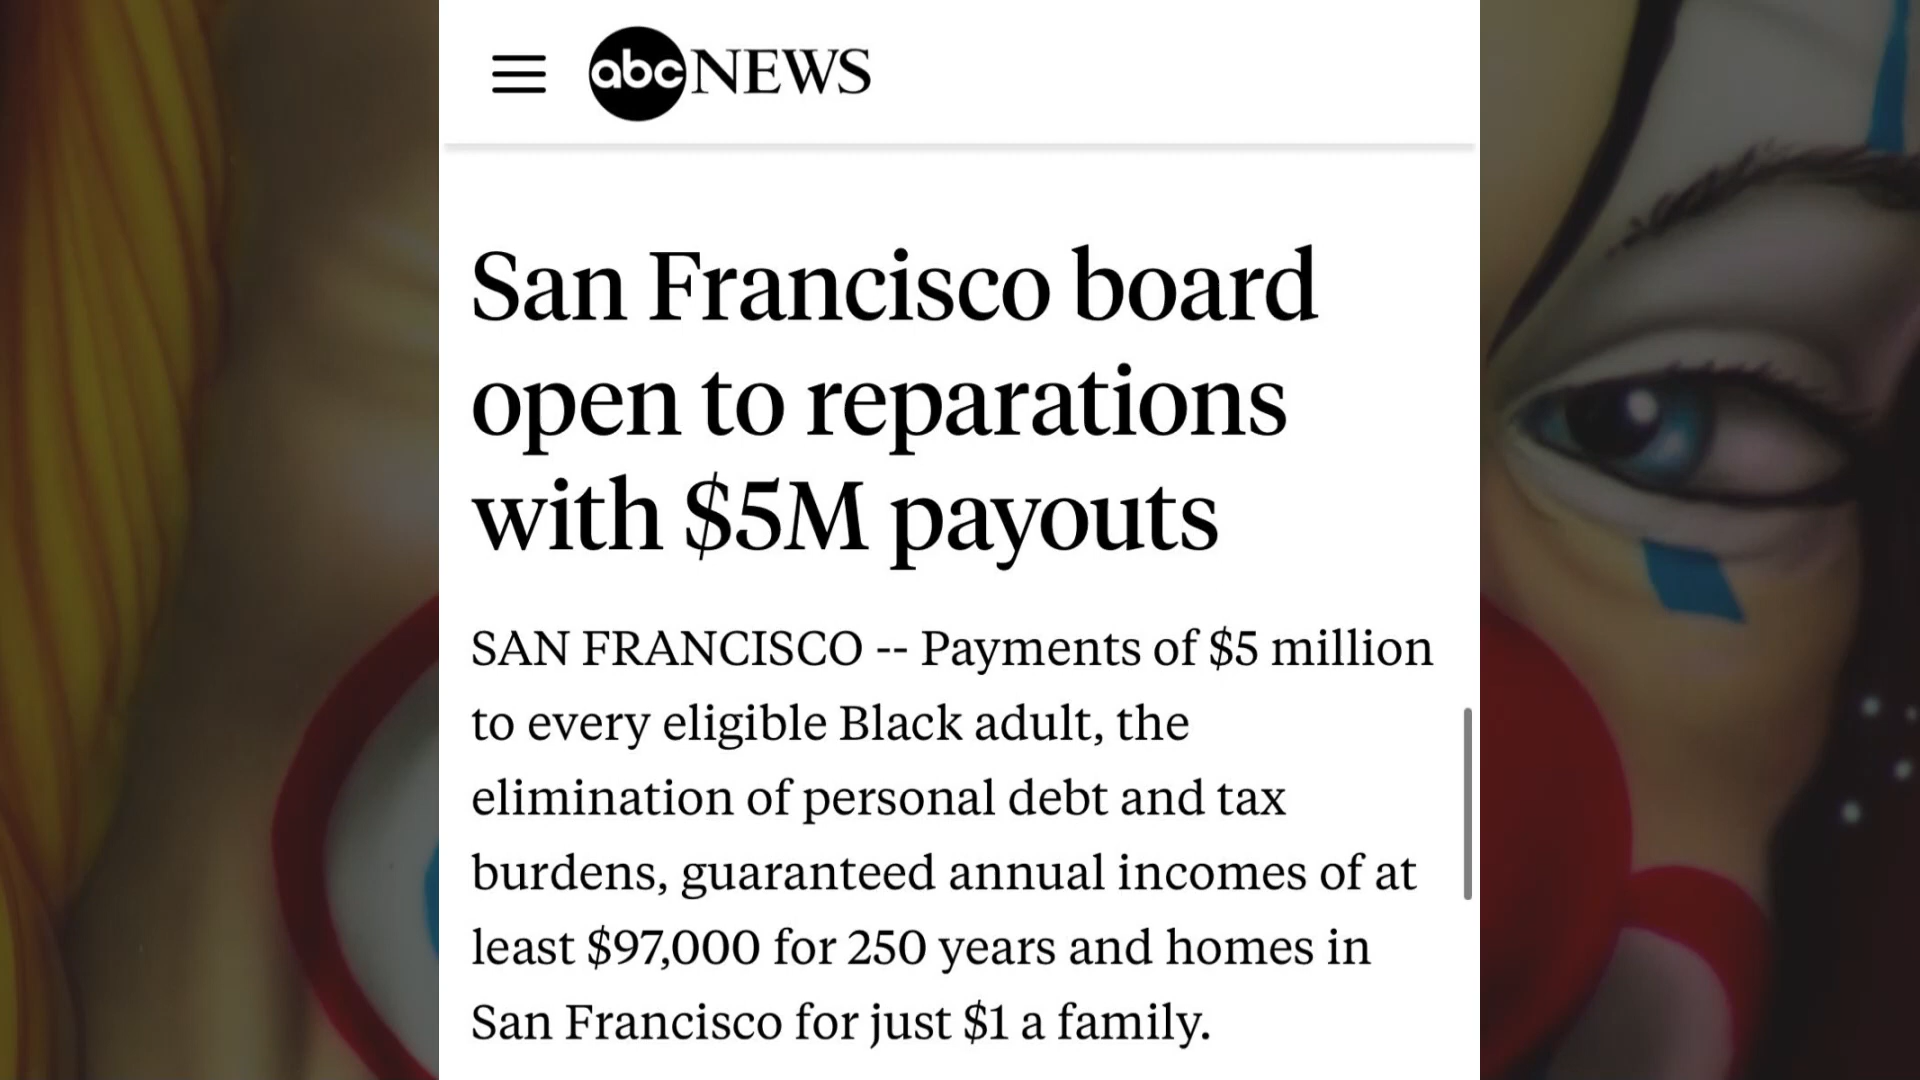 abc NEWS
San Francisco board
open to reparations
with $5M payouts
SAN FRANCISCO -- Payments of $5 million
to every eligible Black adult, the
elimination of personal debt and tax
burdens, guaranteed annual incomes of at
least $97,000 for 250 years and homes in
San Francisco for just $1 a family.